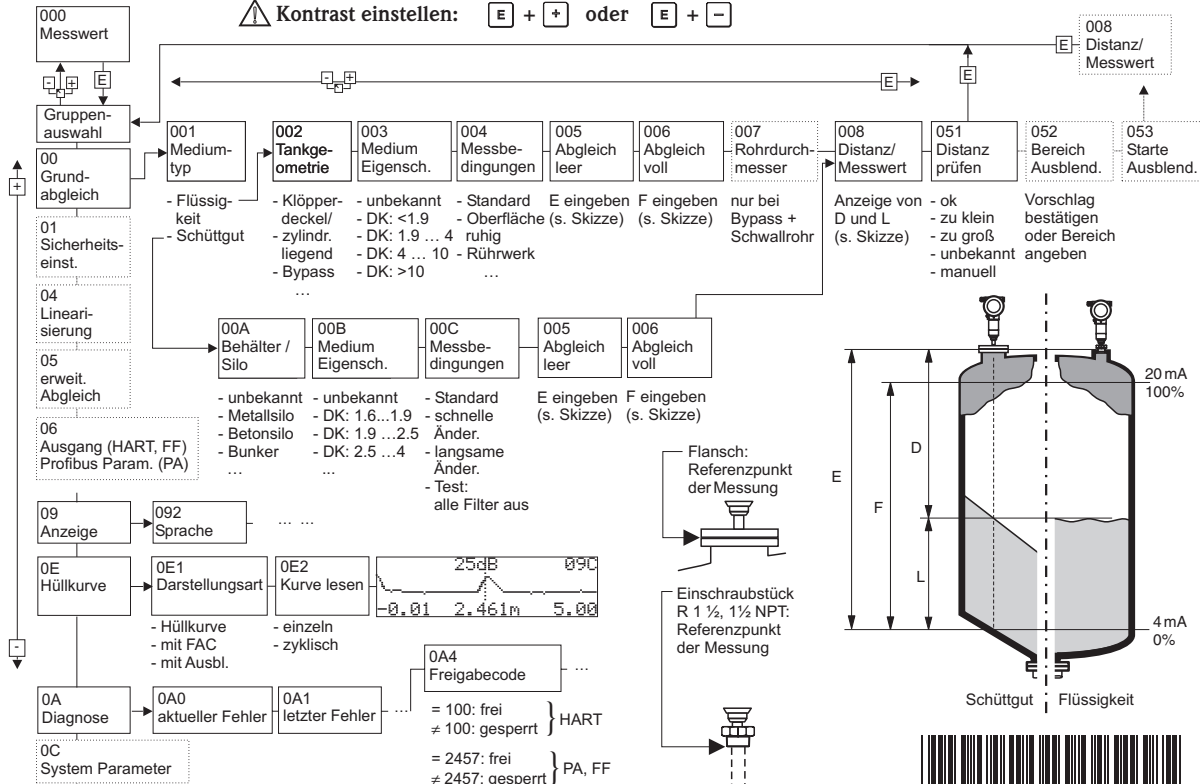 Kontrast einstellen: E + + oder E + −
000
Messwert
008
Distanz/
Messwert
- +
E
E
- +
E
E
Gruppen-
auswahl
+
-
00
Grund-
abgleich
001
Medium-
typ
- Flüssig-
keit
- Schüttgut
002
Tankge-
ometrie
- Klöpper-
deckel/
- zylindr.
liegend
- Bypass
…
003
Medium
Eigensch.
- unbekannt
- DK: <1.9
- DK: 1.9 … 4
- DK: 4 … 10
- DK: >10
004
Messbe-
dingungen
- Standard
- Oberfläche
ruhig
- Rührwerk
…
005
Abgleich
leer
E eingeben
(s. Skizze)
006
Abgleich
voll
F eingeben
(s. Skizze)
007
Rohrdurch-
messer
nur bei
Bypass +
Schwallrohr
008
Distanz/
Messwert
Anzeige von
D und L
(s. Skizze)
051
Distanz
prüfen
- ok
- zu klein
- zu groß
- unbekannt
- manuell
052
Bereich
Ausblend.
Vorschlag
bestätigen
oder Bereich
angeben
053
Starte
Ausblend.
01
Sicherheits-
einst.
04
Lineari-
sierung
05
erweit.
Abgleich
06
Ausgang (HART, FF)
Profibus Param. (PA)
00A
Behälter /
Silo
- unbekannt
- Metallsilo
- Betonsilo
- Bunker
…
00B
Medium
Eigensch.
- unbekannt
- DK: 1.6...1.9
- DK: 1.9 …2.5
- DK: 2.5 …4
...
00C
Messbe-
dingungen
- Standard
- schnelle
Änder.
- langsame
Änder.
- Test:
alle Filter aus
005
Abgleich
leer
E eingeben
(s. Skizze)
006
Abgleich
voll
F eingeben
(s. Skizze)
09
Anzeige
092
Sprache
... ...
0E
Hüllkurve
0E1
Darstellungsart
- Hüllkurve
- mit FAC
- mit Ausbl.
0E2
Kurve lesen
- einzeln
- zyklisch
25dB 09C
-0.01 2.461m 5.00
0A
Diagnose
0A0
aktueller Fehler
0A1
letzter Fehler
...
0A4
Freigabecode
...
= 100: frei
≠ 100: gesperrt
} HART
= 2457: frei
≠ 2457: gesperrt
} PA, FF
0C
System Parameter
Flansch:
Referenzpunkt
der Messung
Einschraubstück
R 1 ½, 1½ NPT:
Referenzpunkt
der Messung
20 mA
100%
D
E
F
L
4 mA
0%
Schüttgut
Flüssigkeit